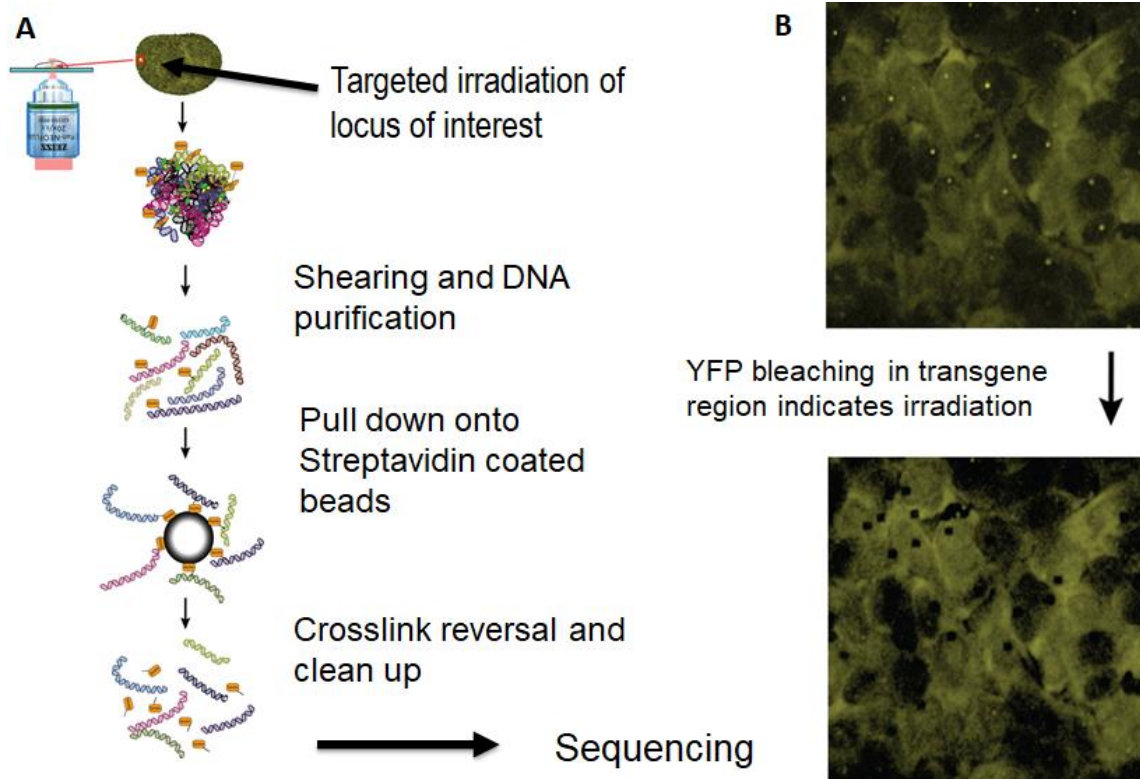 A
Targeted irradiation of
locus of interest
Shearing and DNA
purification
Pull down onto
Streptavidin coated
beads
Crosslink reversal and
clean up
Sequencing
B
YFP bleaching in transgene
region indicates irradiation
ZEISS